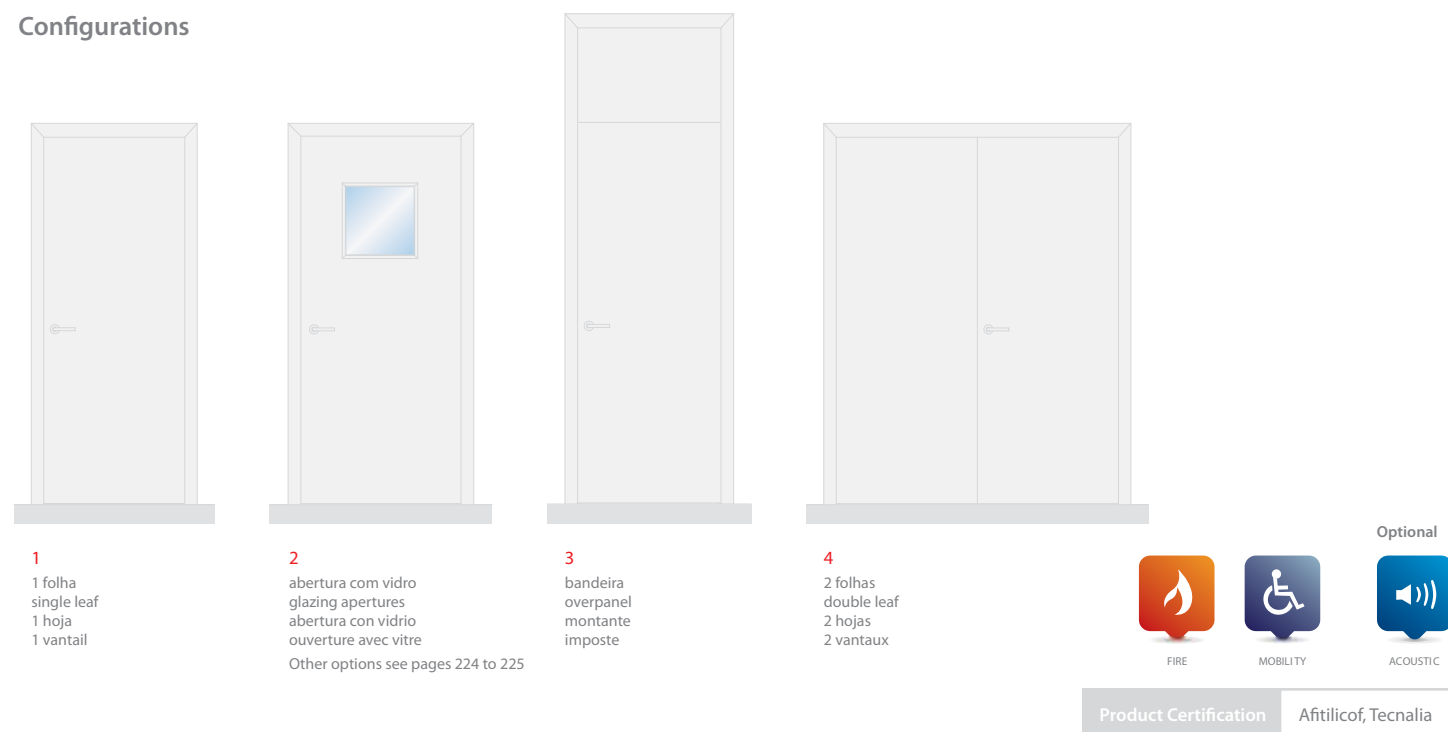 Configurations
1
1 folha
single leaf
1 hoja
1 vantail
2
abertura com vidro
glazing apertures
abertura con vidrio
ouverture avec vitre
Other options see pages 224 to 225
3
bandeira
overpanel
montante
imposte
4
2 folhas
double leaf
2 hojas
2 vantaux
Optional
FIRE
MOBILITY
ACOUSTIC
Product Certification
Afitilicof, Tecnalia